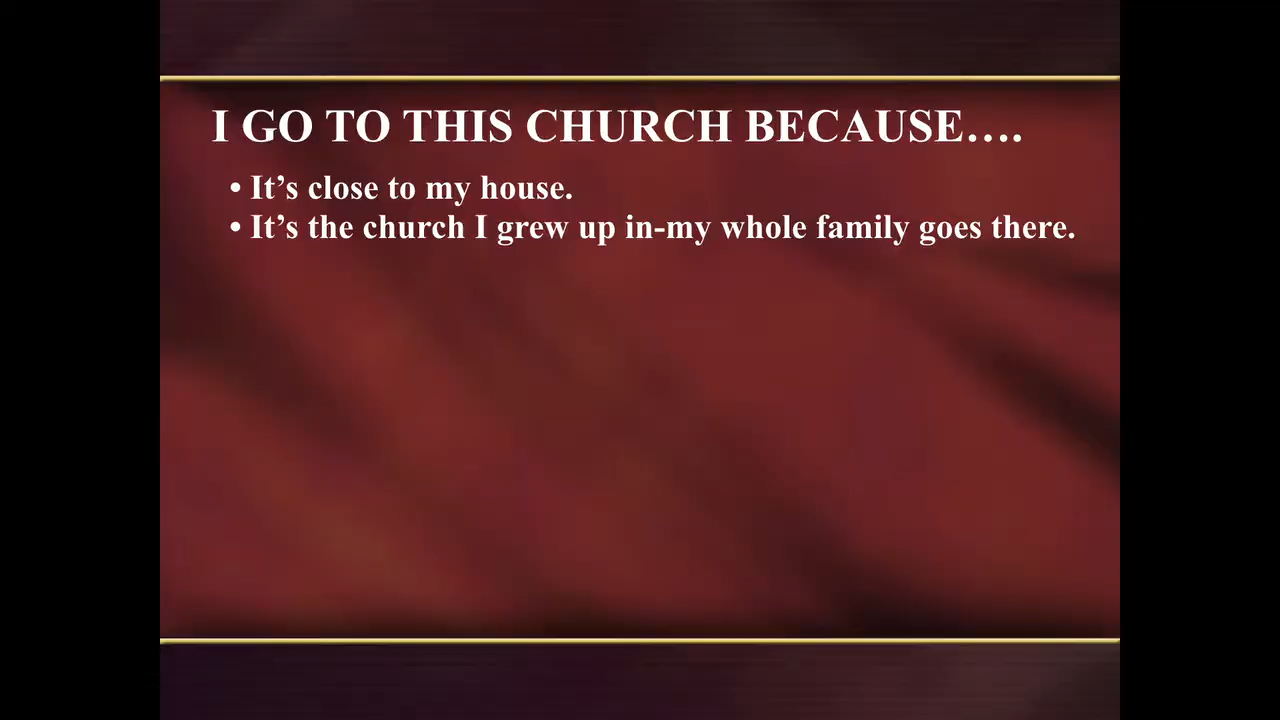 I GO TO THIS CHURCH BECAUSE….
• It’s close to my house.
• It’s the church I grew up in-my whole family goes there.